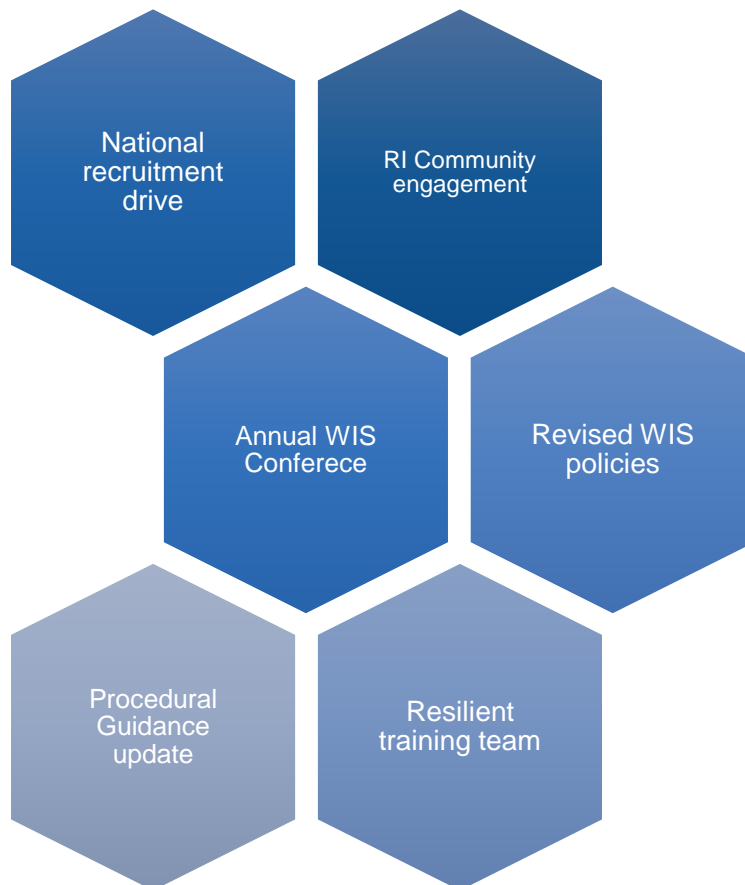 National
recruitment
drive
RI Community
engagement
Annual WIS
Conferece
Revised WIS
policies
Procedural
Guidance
update
Resilient
training team